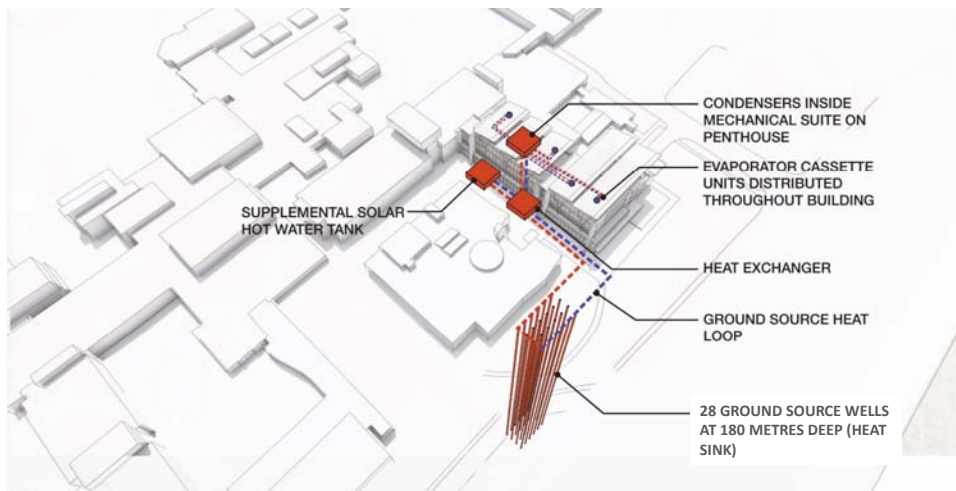 CONDENSERS INSIDE
MECHANICAL SUITE ON
PENTHOUSE
EVAPORATOR CASSETTE
UNITS DISTRIBUTED
THROUGHOUT BUILDING
SUPPLEMENTAL SOLAR
HOT WATER TANK
HEAT EXCHANGER
GROUND SOURCE HEAT
LOOP
28 GROUND SOURCE WELLS
AT 180 METRES DEEP (HEAT
SINK)